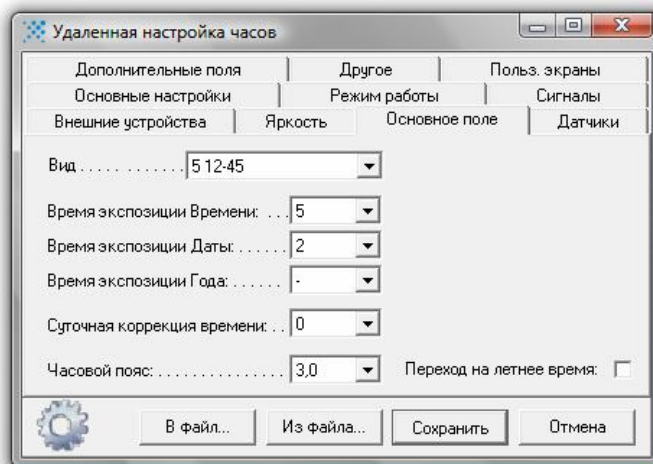 Удаленная настройка часов
Дополнительные поля Другое Польз. экраны
Основные настройки Режим работы Сигналы
Внешние устройства Яркость Основное поле Датчики
Вид . . . . . . . . . . . . 5 12-45
Время экспозиции Времени: . . . 5
Время экспозиции Даты: . . . . . . 2
Время экспозиции Года: . . . . . . -
Суточная коррекция времени: . . 0
Часовой пояс: . . . . . . . . . . . . . . . 3,0 Переход на летнее время:
В файл... Из файла... Сохранить Отмена